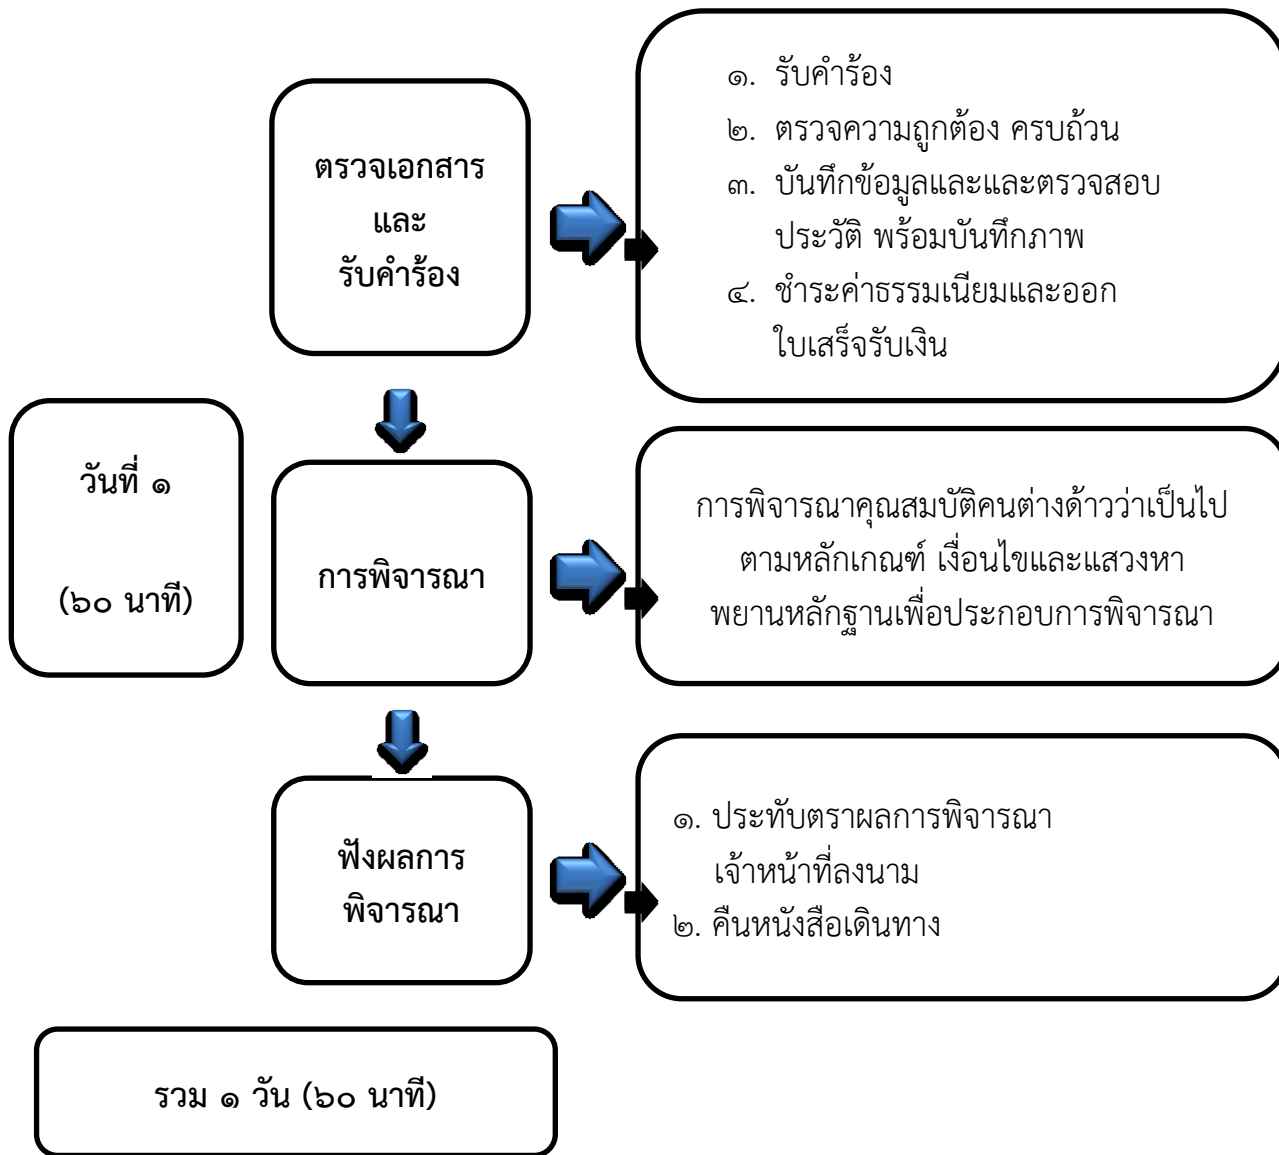 ตรวจเอกสาร
และ
รับคำร้อง
๑. รับคำร้อง
๒. ตรวจความถูกต้อง ครบถ้วน
๓. บันทึกข้อมูลและและตรวจสอบ
ประวัติ พร้อมบันทึกภาพ
๔. ชำระค่าธรรมเนียมและออก
ใบเสร็จรับเงิน
วันที่ ๑
(๖๐ นาที)
การพิจารณา
การพิจารณาคุณสมบัติคนต่างด้าวว่าเป็นไป
ตามหลักเกณฑ์ เงื่อนไขและแสวงหา
พยานหลักฐานเพื่อประกอบการพิจารณา
ฟังผลการ
พิจารณา
๑. ประทับตราผลการพิจารณา
เจ้าหน้าที่ลงนาม
๒. คืนหนังสือเดินทาง
รวม ๑ วัน (๖๐ นาที)